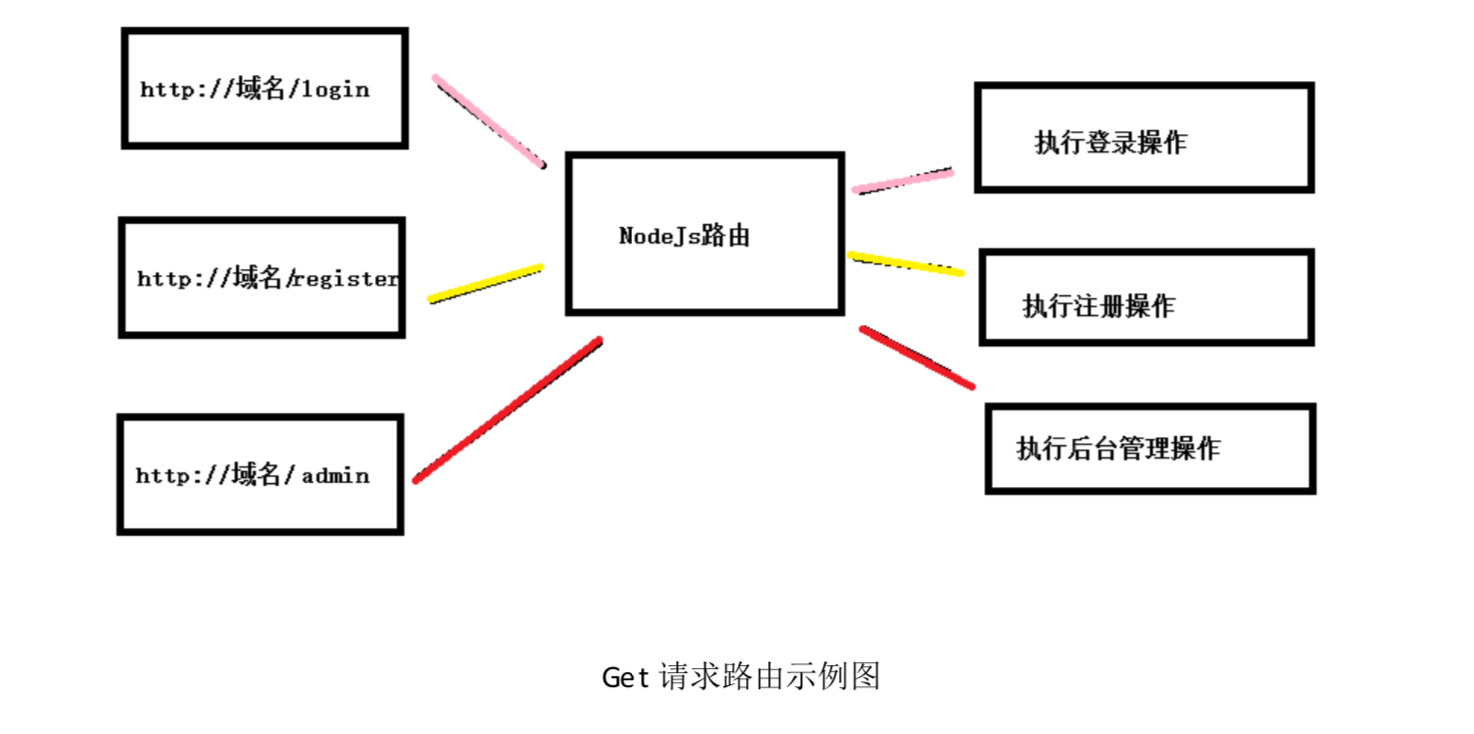 http://域名/login
http://域名/register
http://域名/ admin
NodeJs路由
执行登录操作
执行注册操作
执行后台管理操作
Get 请求路由示例图